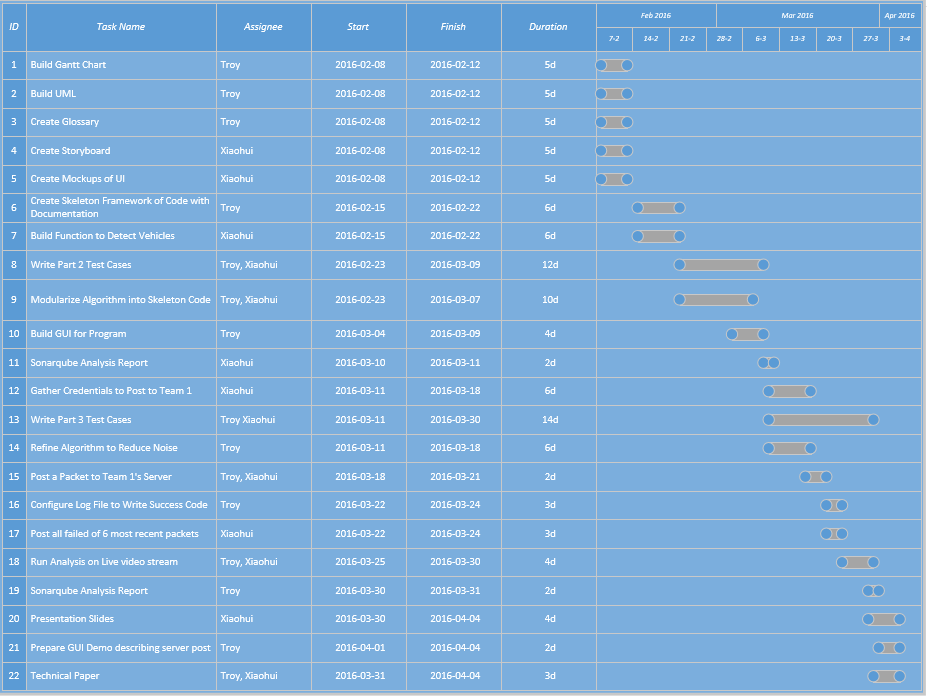 ID Task Name Assignee Start Finish Duration Feb 2016 Mar 2016 Apr 2016
7-2 14-2 21-2 28-2 6-3 13-3 20-3 27-3 3-4
1 Build Gantt Chart Troy 2016-02-08 2016-02-12 5d
2 Build UML Troy 2016-02-08 2016-02-12 5d
3 Create Glossary Troy 2016-02-08 2016-02-12 5d
4 Create Storyboard Xiaohui 2016-02-08 2016-02-12 5d
5 Create Mockups of UI Xiaohui 2016-02-08 2016-02-12 5d
6 Create Skeleton Framework of Code with
Documentation Troy 2016-02-15 2016-02-22 6d
7 Build Function to Detect Vehicles Xiaohui 2016-02-15 2016-02-22 6d
8 Write Part 2 Test Cases Troy, Xiaohui 2016-02-23 2016-03-09 12d
9 Modularize Algorithm into Skeleton Code Troy, Xiaohui 2016-02-23 2016-03-07 10d
10 Build GUI for Program Troy 2016-03-04 2016-03-09 4d
11 Sonarqube Analysis Report Xiaohui 2016-03-10 2016-03-11 2d
12 Gather Credentials to Post to Team 1 Xiaohui 2016-03-11 2016-03-18 6d
13 Write Part 3 Test Cases Troy Xiaohui 2016-03-11 2016-03-30 14d
14 Refine Algorithm to Reduce Noise Troy 2016-03-11 2016-03-18 6d
15 Post a Packet to Team 1's Server Troy, Xiaohui 2016-03-18 2016-03-21 2d
16 Configure Log File to Write Success Code Troy 2016-03-22 2016-03-24 3d
17 Post all failed of 6 most recent packets Xiaohui 2016-03-22 2016-03-24 3d
18 Run Analysis on Live video stream Troy, Xiaohui 2016-03-25 2016-03-30 4d
19 Sonarqube Analysis Report Troy 2016-03-30 2016-03-31 2d
20 Presentation Slides Xiaohui 2016-03-30 2016-04-04 4d
21 Prepare GUI Demo describing server post Troy 2016-04-01 2016-04-04 2d
22 Technical Paper Troy, Xiaohui 2016-03-31 2016-04-04 3d